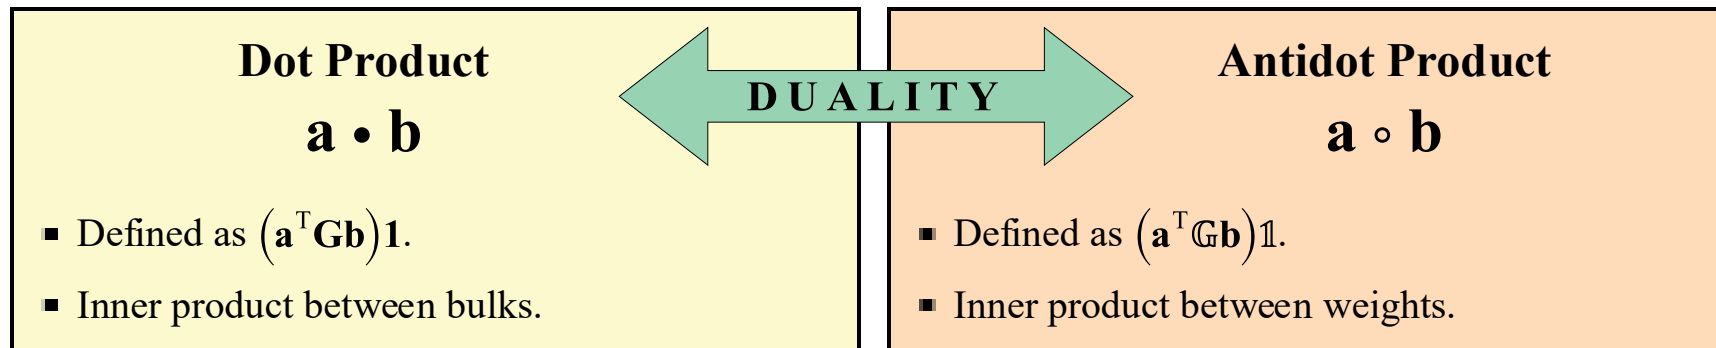 Dot Product
a • b
▪ Defined as (aᵀGb)1.
▪ Inner product between bulks.
DUALITY
Antidot Product
a ∘ b
▪ Defined as (aᵀ𝔾b)𝟙.
▪ Inner product between weights.